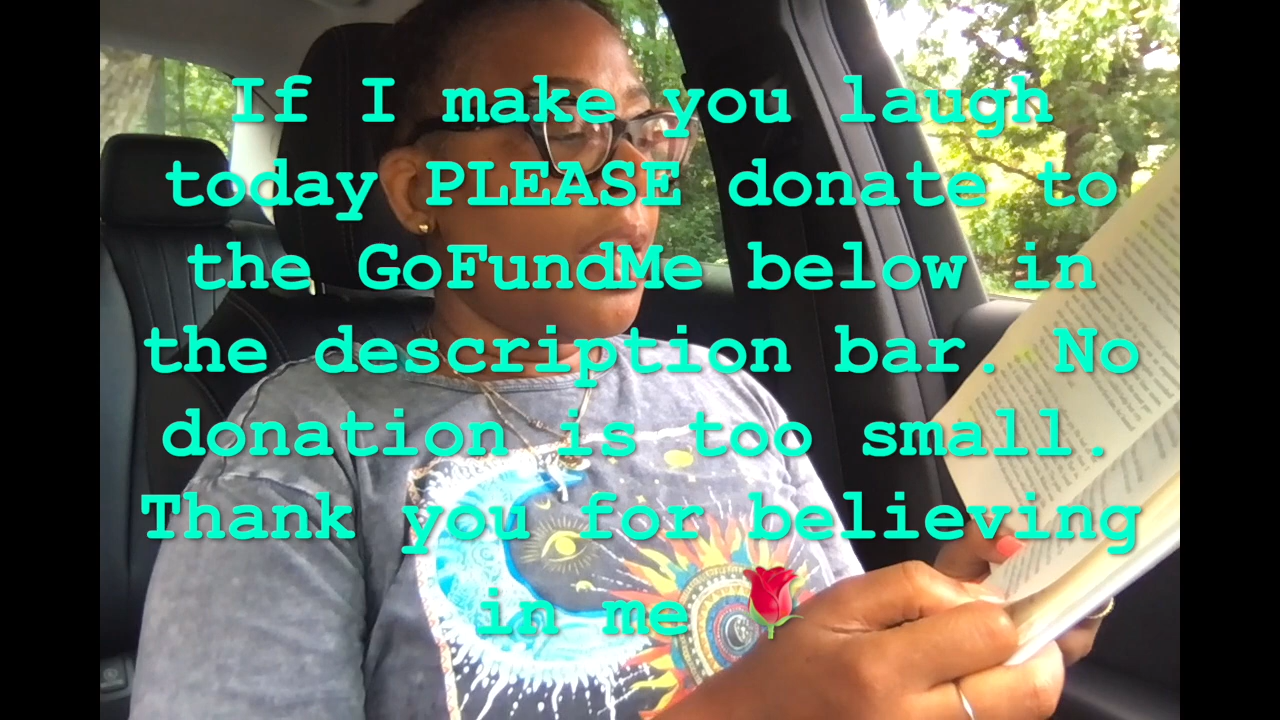 If I make you laugh
today PLEASE donate to
the GoFundMe below in
the description bar. No
donation is too small.
Thank you for believing
in me 🌹